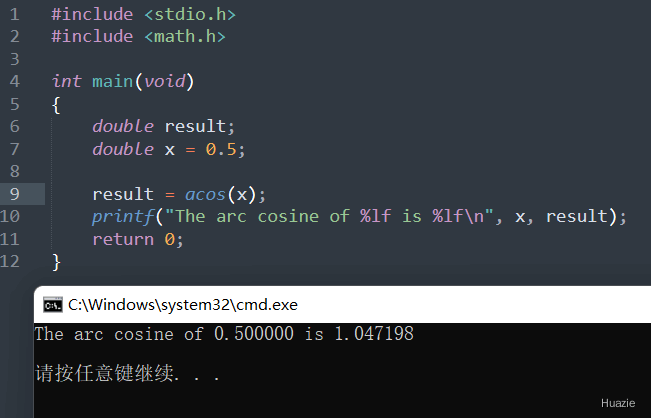 1 #include <stdio.h>
2 #include <math.h>
3
4 int main(void)
5 {
6     double result;
7     double x = 0.5;
8
9     result = acos(x);
10     printf("The arc cosine of %lf is %lf\n", x, result);
11     return 0;
12 }
C:\Windows\system32\cmd.exe
The arc cosine of 0.500000 is 1.047198
请按任意键继续. . .
Huazie